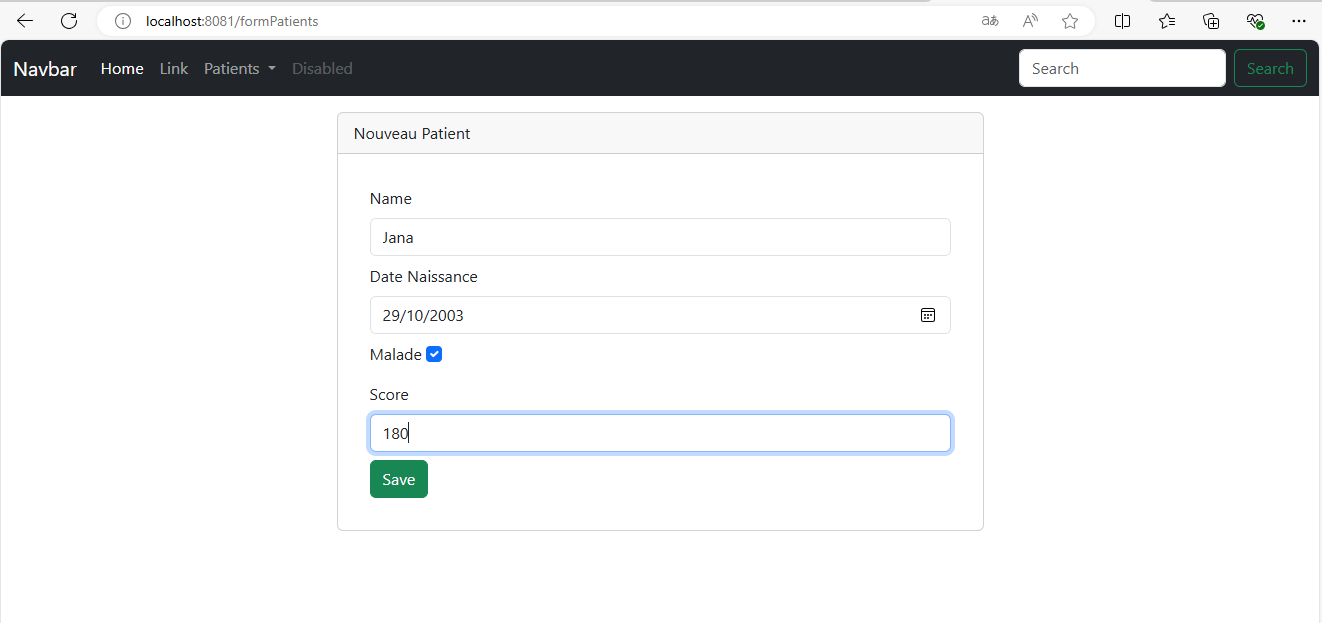 localhost:8081/formPatients
Navbar Home Link Patients Disabled Search Search
Nouveau Patient
Name
Jana
Date Naissance
29/10/2003
Malade
Score
180
Save